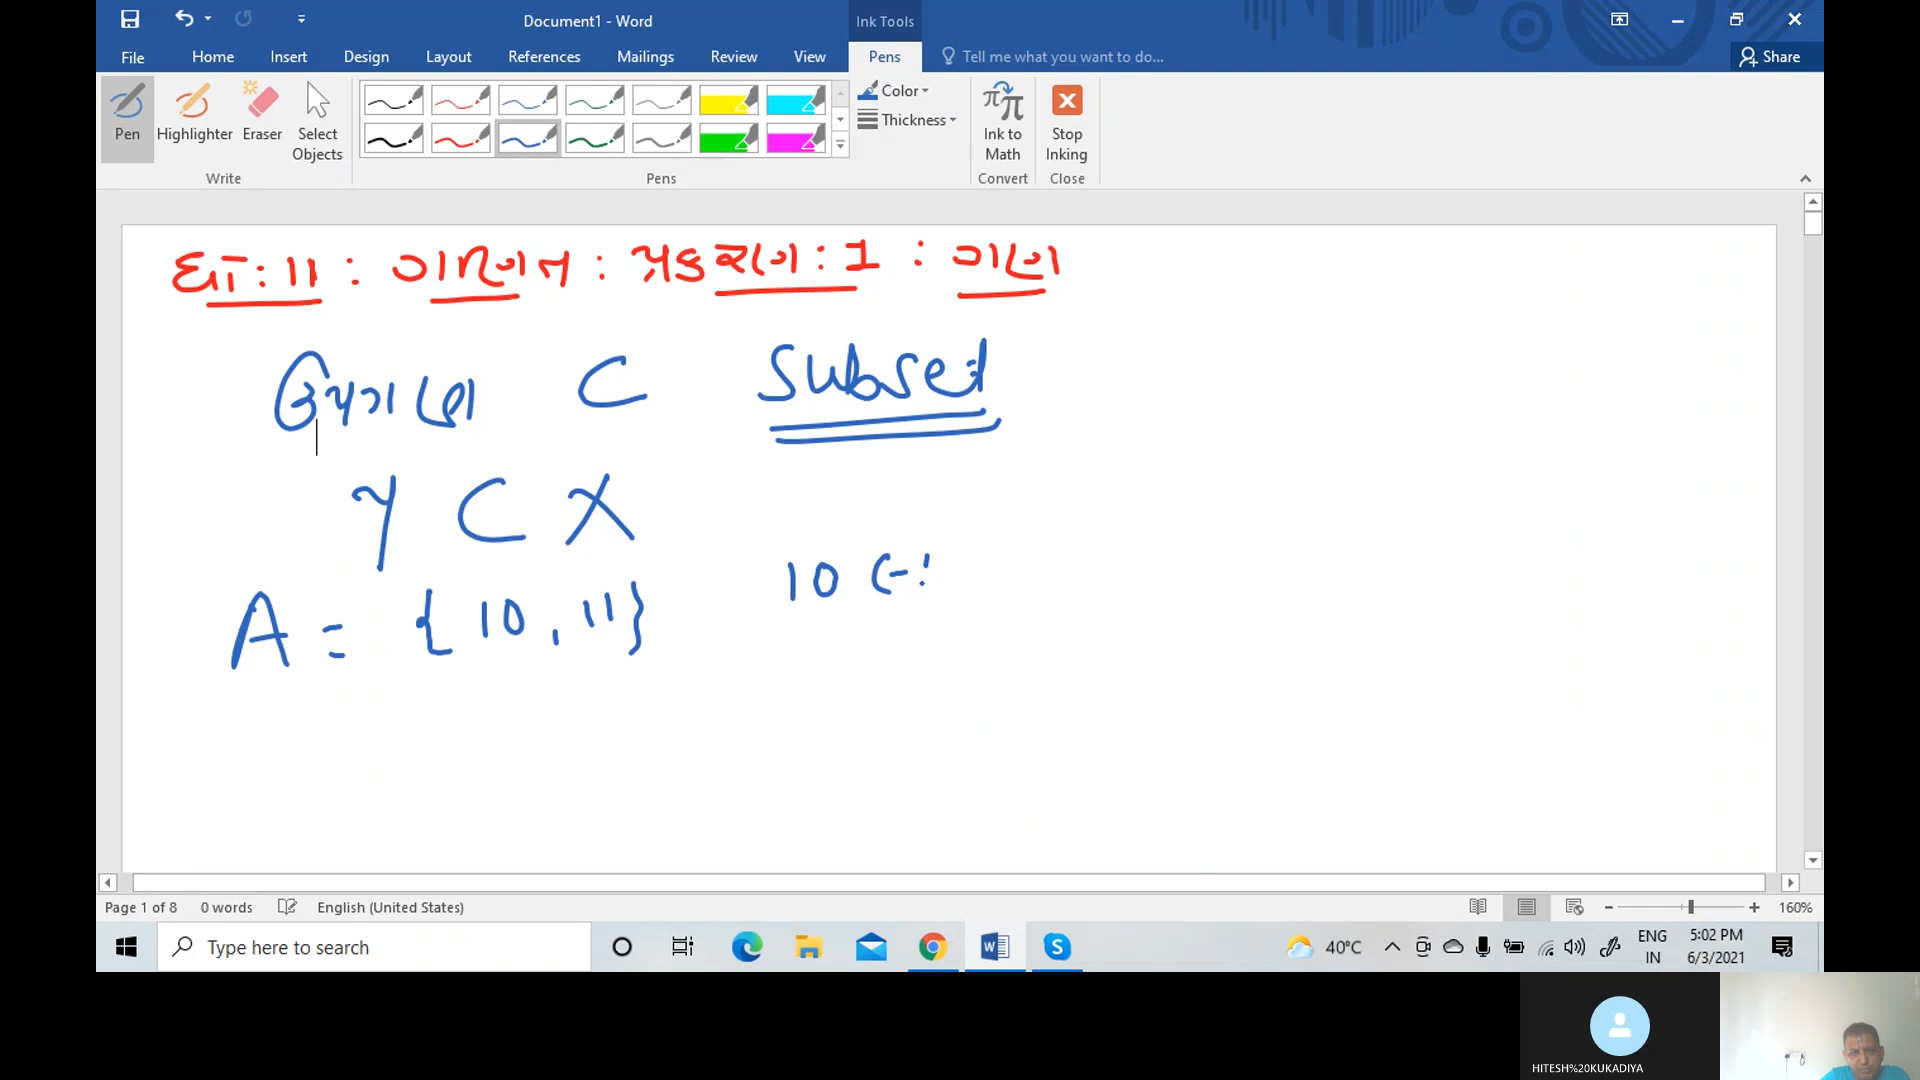 Document1 - Word
Ink Tools
File Home Insert Design Layout References Mailings Review View Pens Tell me what you want to do... Share
Pen Highlighter Eraser Select Objects
Color
Thickness
Ink to Math
Stop Inking
Write Pens Convert Close
ધો : 11 : ગણિત : પ્રકરણ : 1 : ગણ
ઉપગણ ⊂ Subset
Y ⊂ X
10 ∈
A = { 10, 11 }
Page 1 of 8 0 words English (United States) 160%
Type here to search
40°C
ENG IN
5:02 PM
6/3/2021
HITESH%20KUKADIYA